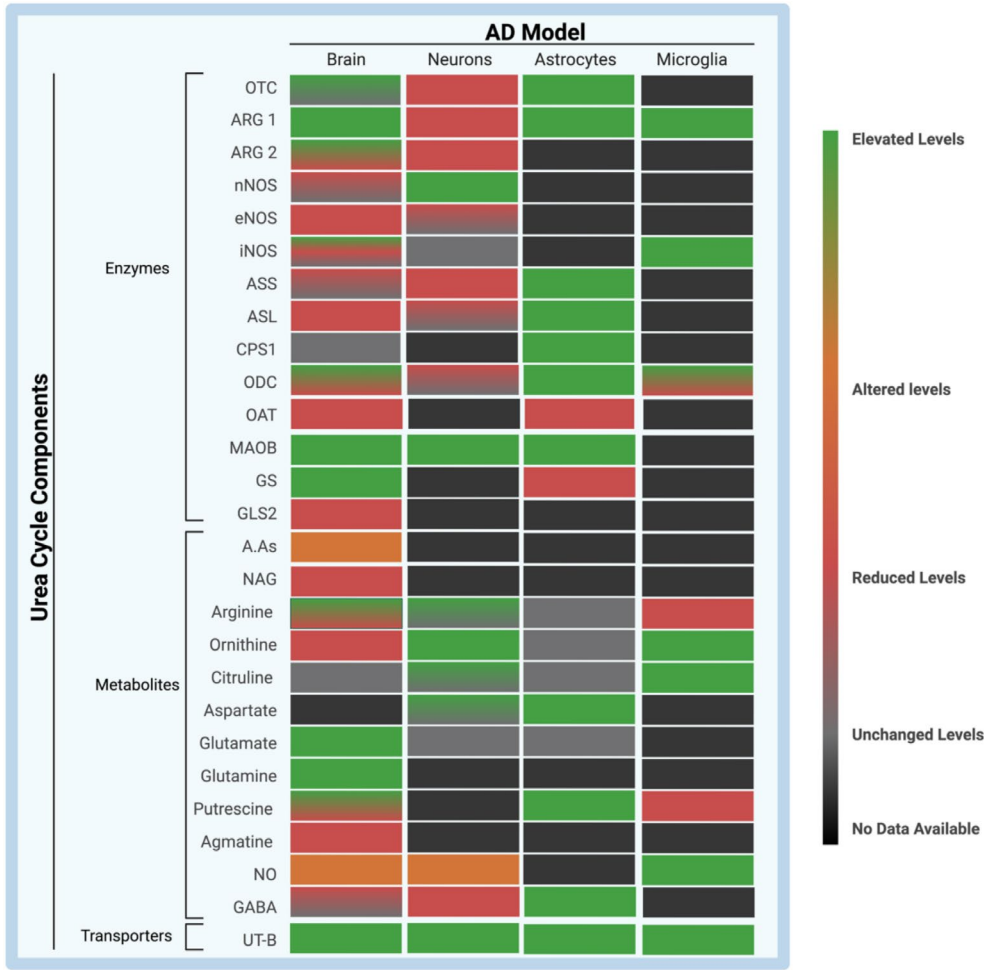 AD Model
Brain Neurons Astrocytes Microglia
Urea Cycle Components
Enzymes
OTC
ARG 1
ARG 2
nNOS
eNOS
iNOS
ASS
ASL
CPS1
ODC
OAT
MAOB
GS
GLS2
Metabolites
A.As
NAG
Arginine
Ornithine
Citruline
Aspartate
Glutamate
Glutamine
Putrescine
Agmatine
NO
GABA
Transporters
UT-B
Elevated Levels
Altered levels
Reduced Levels
Unchanged Levels
No Data Available